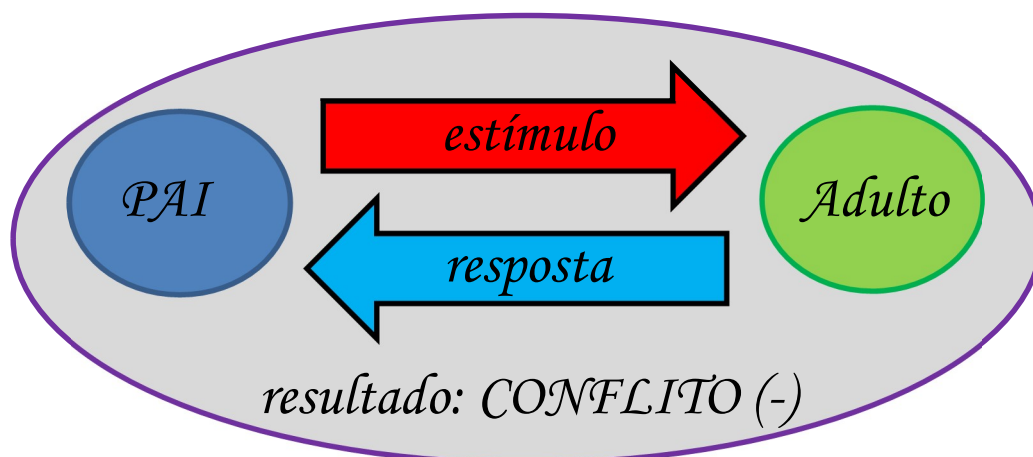 estímulo
PAI
Adulto
resposta
resultado: CONFLITO (-)